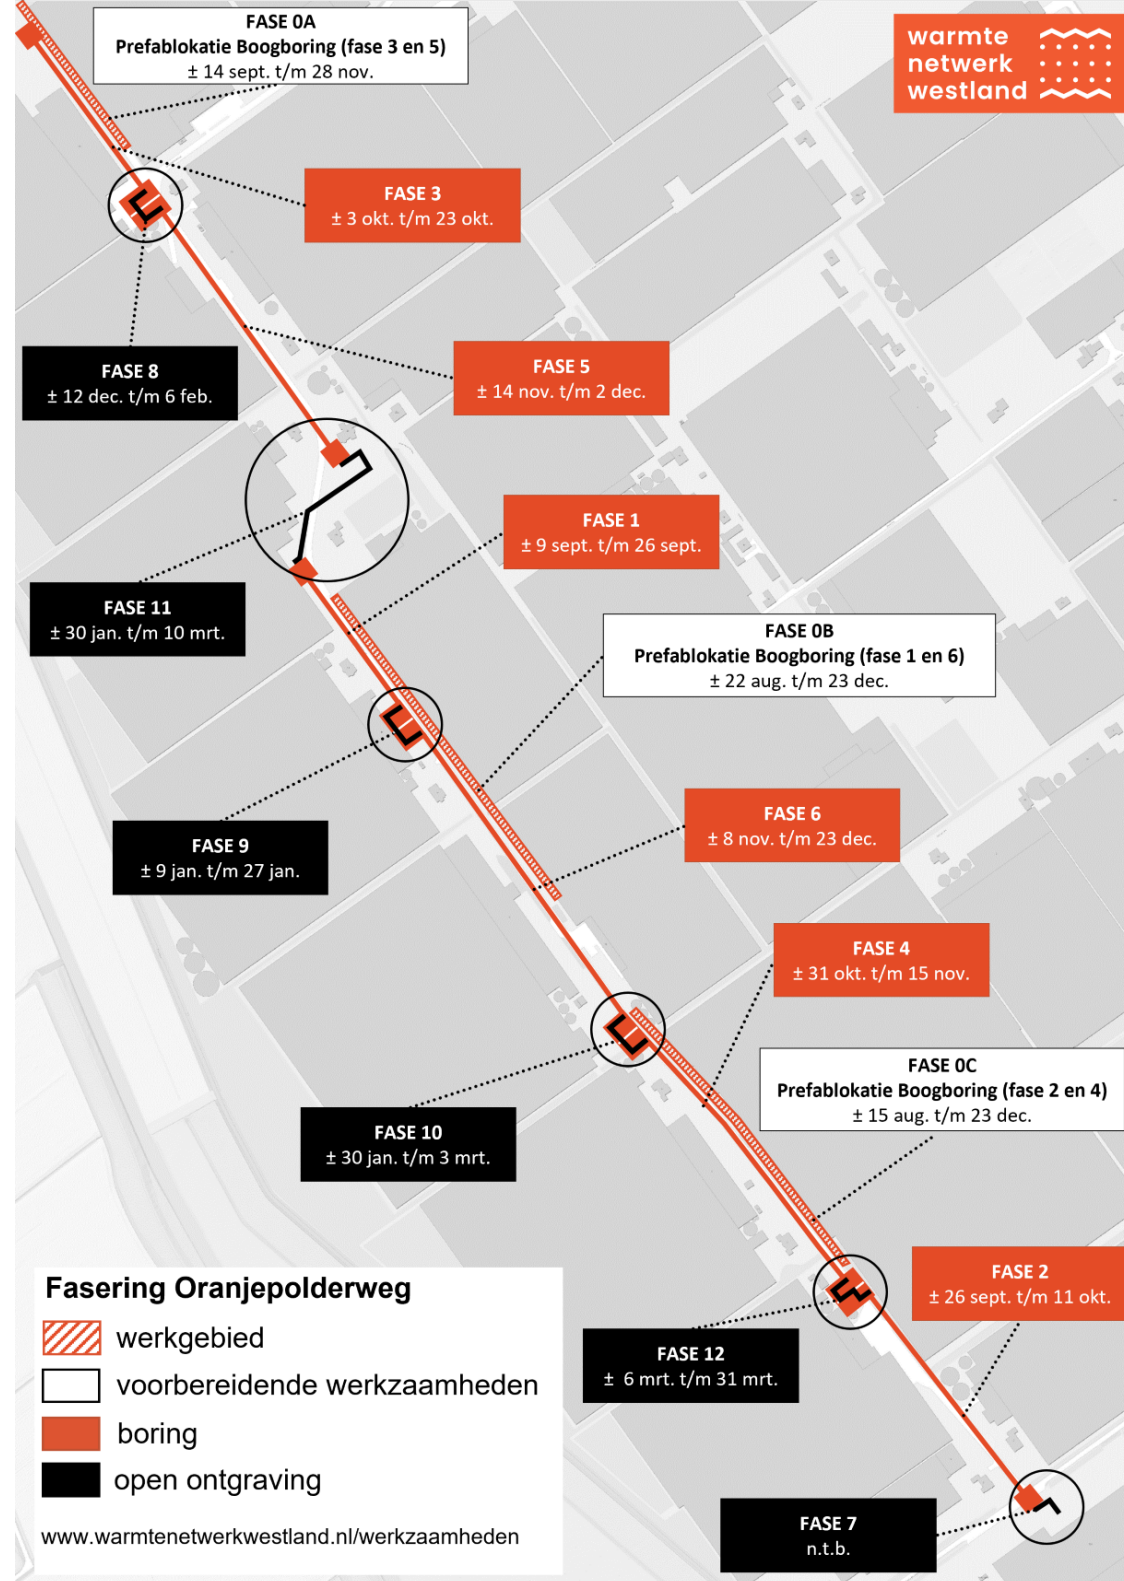 FASE 0A
Prefablokatie Boogboring (fase 3 en 5)
± 14 sept. t/m 28 nov.
warmte
netwerk
westland
FASE 3
± 3 okt. t/m 23 okt.
FASE 8
± 12 dec. t/m 6 feb.
FASE 5
± 14 nov. t/m 2 dec.
FASE 1
± 9 sept. t/m 26 sept.
FASE 11
± 30 jan. t/m 10 mrt.
FASE 0B
Prefablokatie Boogboring (fase 1 en 6)
± 22 aug. t/m 23 dec.
FASE 6
± 8 nov. t/m 23 dec.
FASE 9
± 9 jan. t/m 27 jan.
FASE 4
± 31 okt. t/m 15 nov.
FASE 0C
Prefablokatie Boogboring (fase 2 en 4)
± 15 aug. t/m 23 dec.
FASE 10
± 30 jan. t/m 3 mrt.
FASE 2
± 26 sept. t/m 11 okt.
FASE 12
± 6 mrt. t/m 31 mrt.
FASE 7
n.t.b.
Fasering Oranjepolderweg
werkgebied
voorbereidende werkzaamheden
boring
open ontgraving
www.warmtenetwerkwestland.nl/werkzaamheden